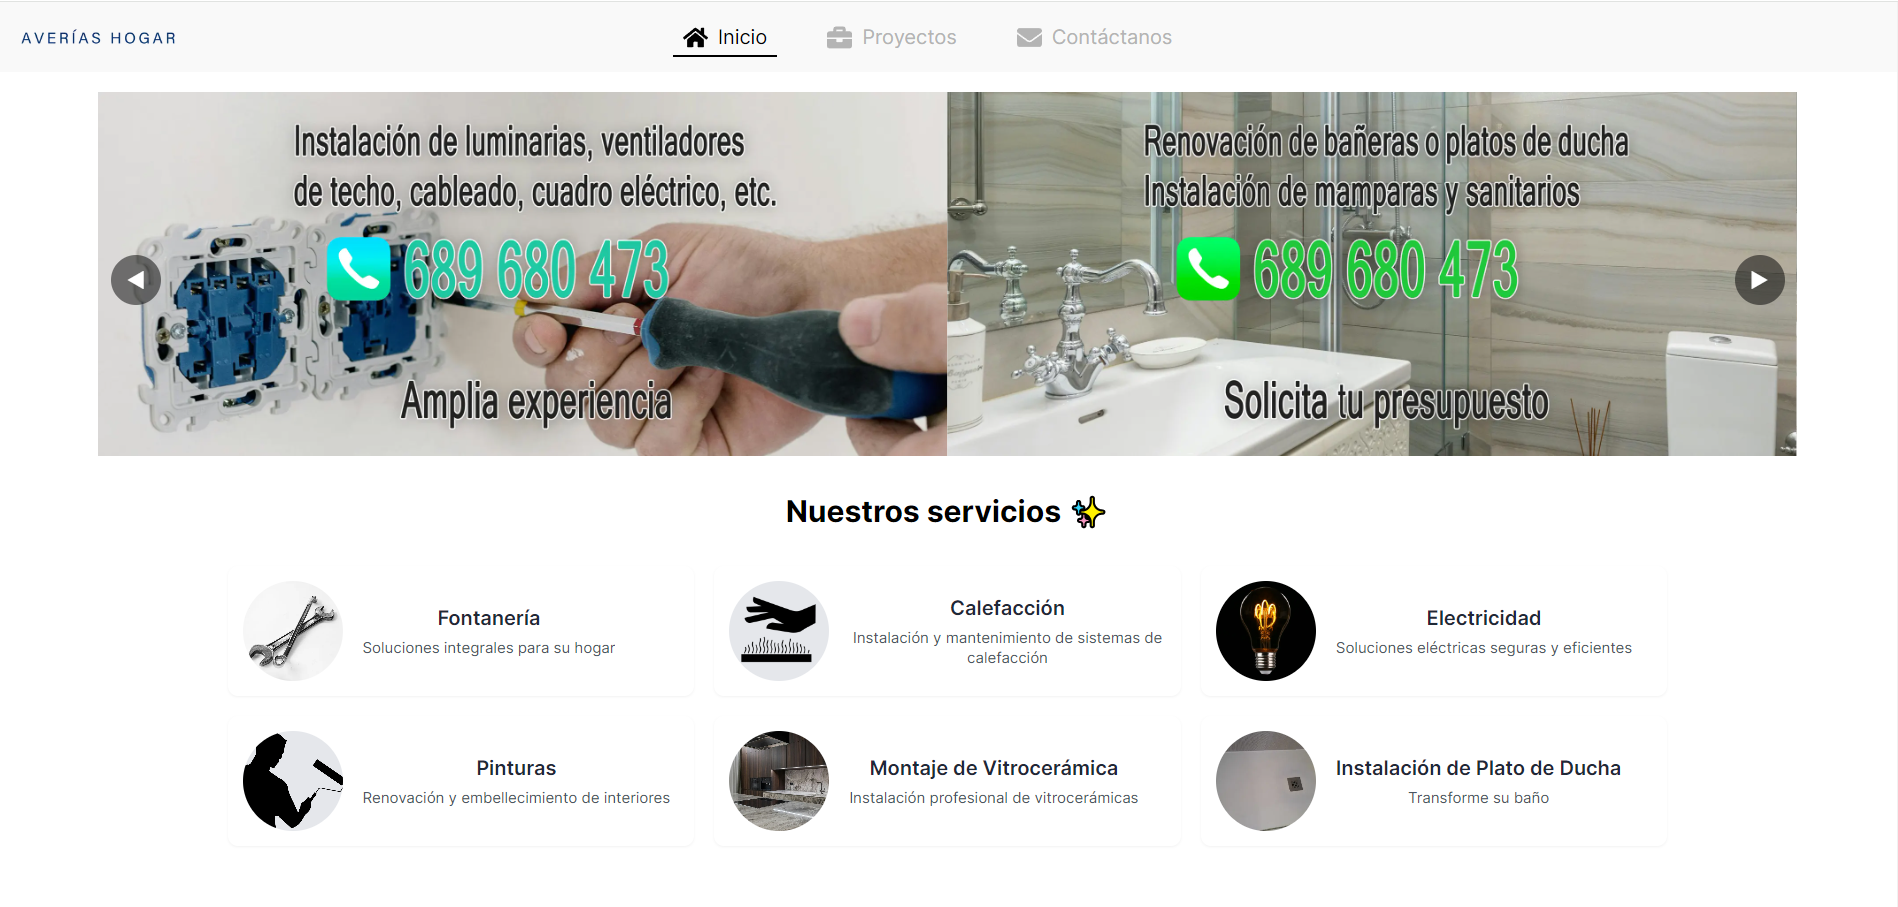 AVERÍAS HOGAR
Inicio
Proyectos
Contáctanos
Instalación de luminarias, ventiladores
de techo, cableado, cuadro eléctrico, etc.
689 680 473
Amplia experiencia
Renovación de bañeras o platos de ducha
Instalación de mamparas y sanitarios
689 680 473
Solicita tu presupuesto
Nuestros servicios ✨
Fontanería
Soluciones integrales para su hogar
Calefacción
Instalación y mantenimiento de sistemas de
calefacción
Electricidad
Soluciones eléctricas seguras y eficientes
Pinturas
Renovación y embellecimiento de interiores
Montaje de Vitrocerámica
Instalación profesional de vitrocerámicas
Instalación de Plato de Ducha
Transforme su baño